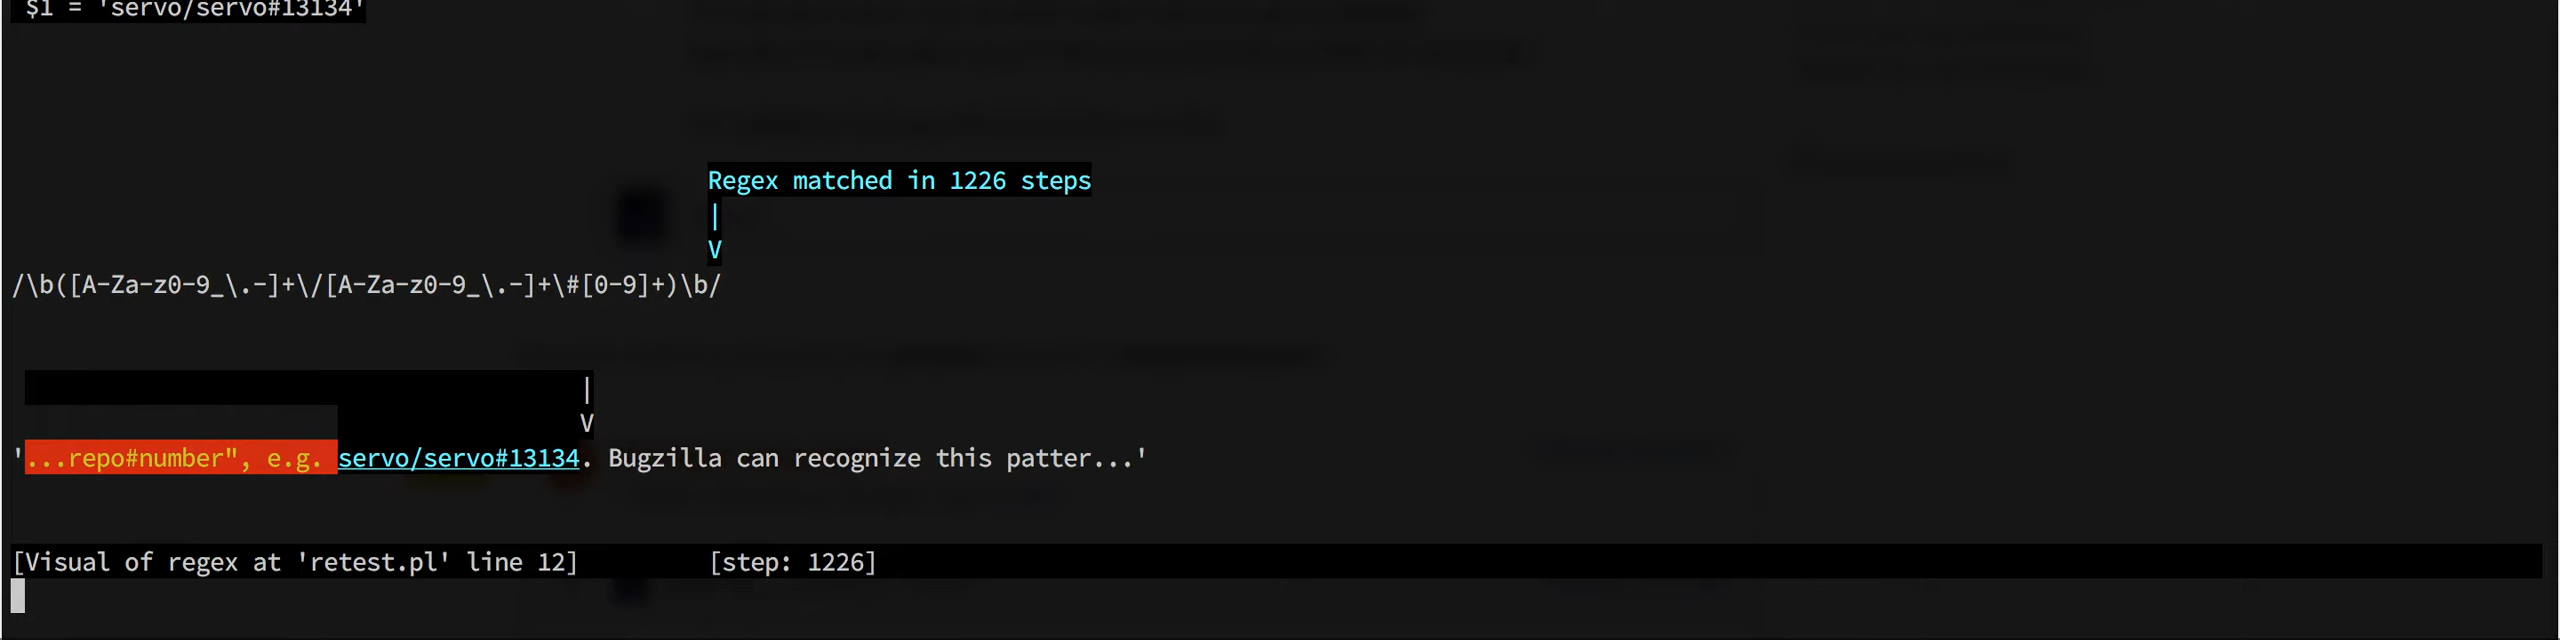 $1 = 'servo/servo#13134'
Regex matched in 1226 steps
|
V
/\b([A-Za-z0-9_\.-]+\/[A-Za-z0-9_\.-]+\#[0-9]+)\b/
|
V
'...repo#number", e.g. servo/servo#13134. Bugzilla can recognize this patter...'
[Visual of regex at 'retest.pl' line 12] [step: 1226]